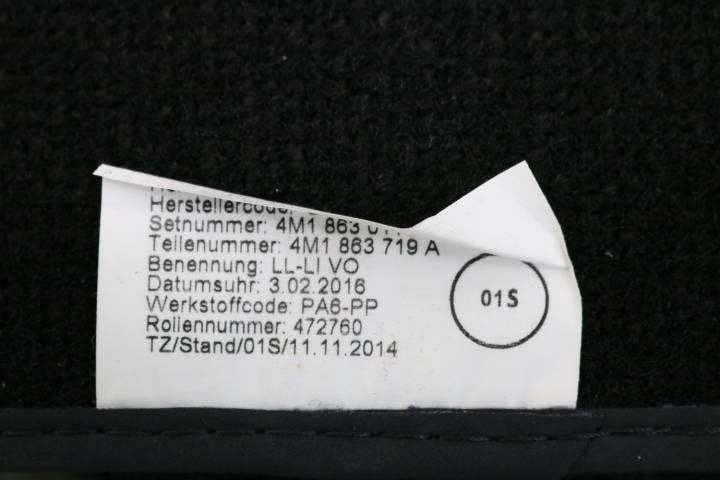 Herstellercode:
Setnummer: 4M1 863
Teilenummer: 4M1 863 719 A
Benennung: LL-LI VO
Datumsuhr: 3.02.2016
Werkstoffcode: PA6-PP
Rollennummer: 472760
TZ/Stand/01S/11.11.2014
01S